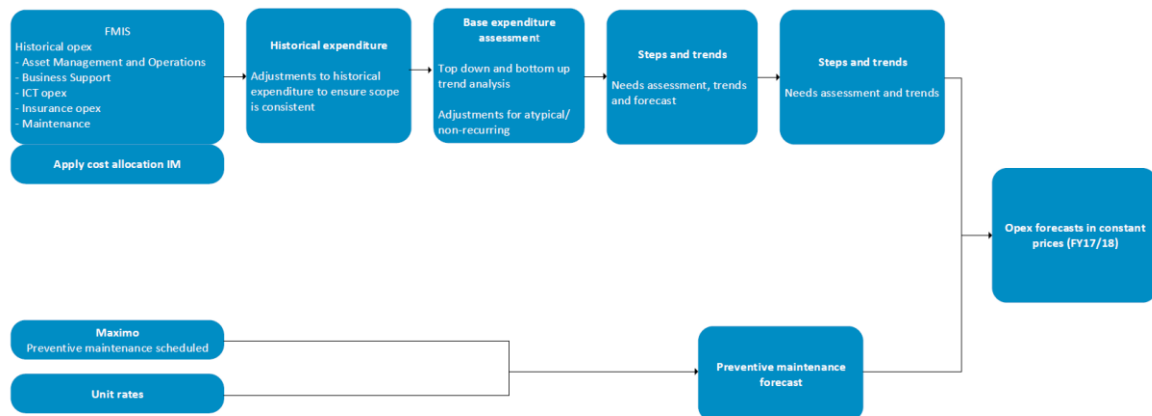 FMIS
Historical opex
- Asset Management and Operations
- Business Support
- ICT opex
- Insurance opex
- Maintenance
Apply cost allocation IM
Historical expenditure
Adjustments to historical
expenditure to ensure scope
is consistent
Base expenditure
assessment
Top down and bottom up
trend analysis
Adjustments for atypical/
non-recurring
Steps and trends
Needs assessment, trends
and forecast
Steps and trends
Needs assessment and trends
Opex forecasts in constant
prices (FY17/18)
Maximo
Preventive maintenance scheduled
Unit rates
Preventive maintenance
forecast